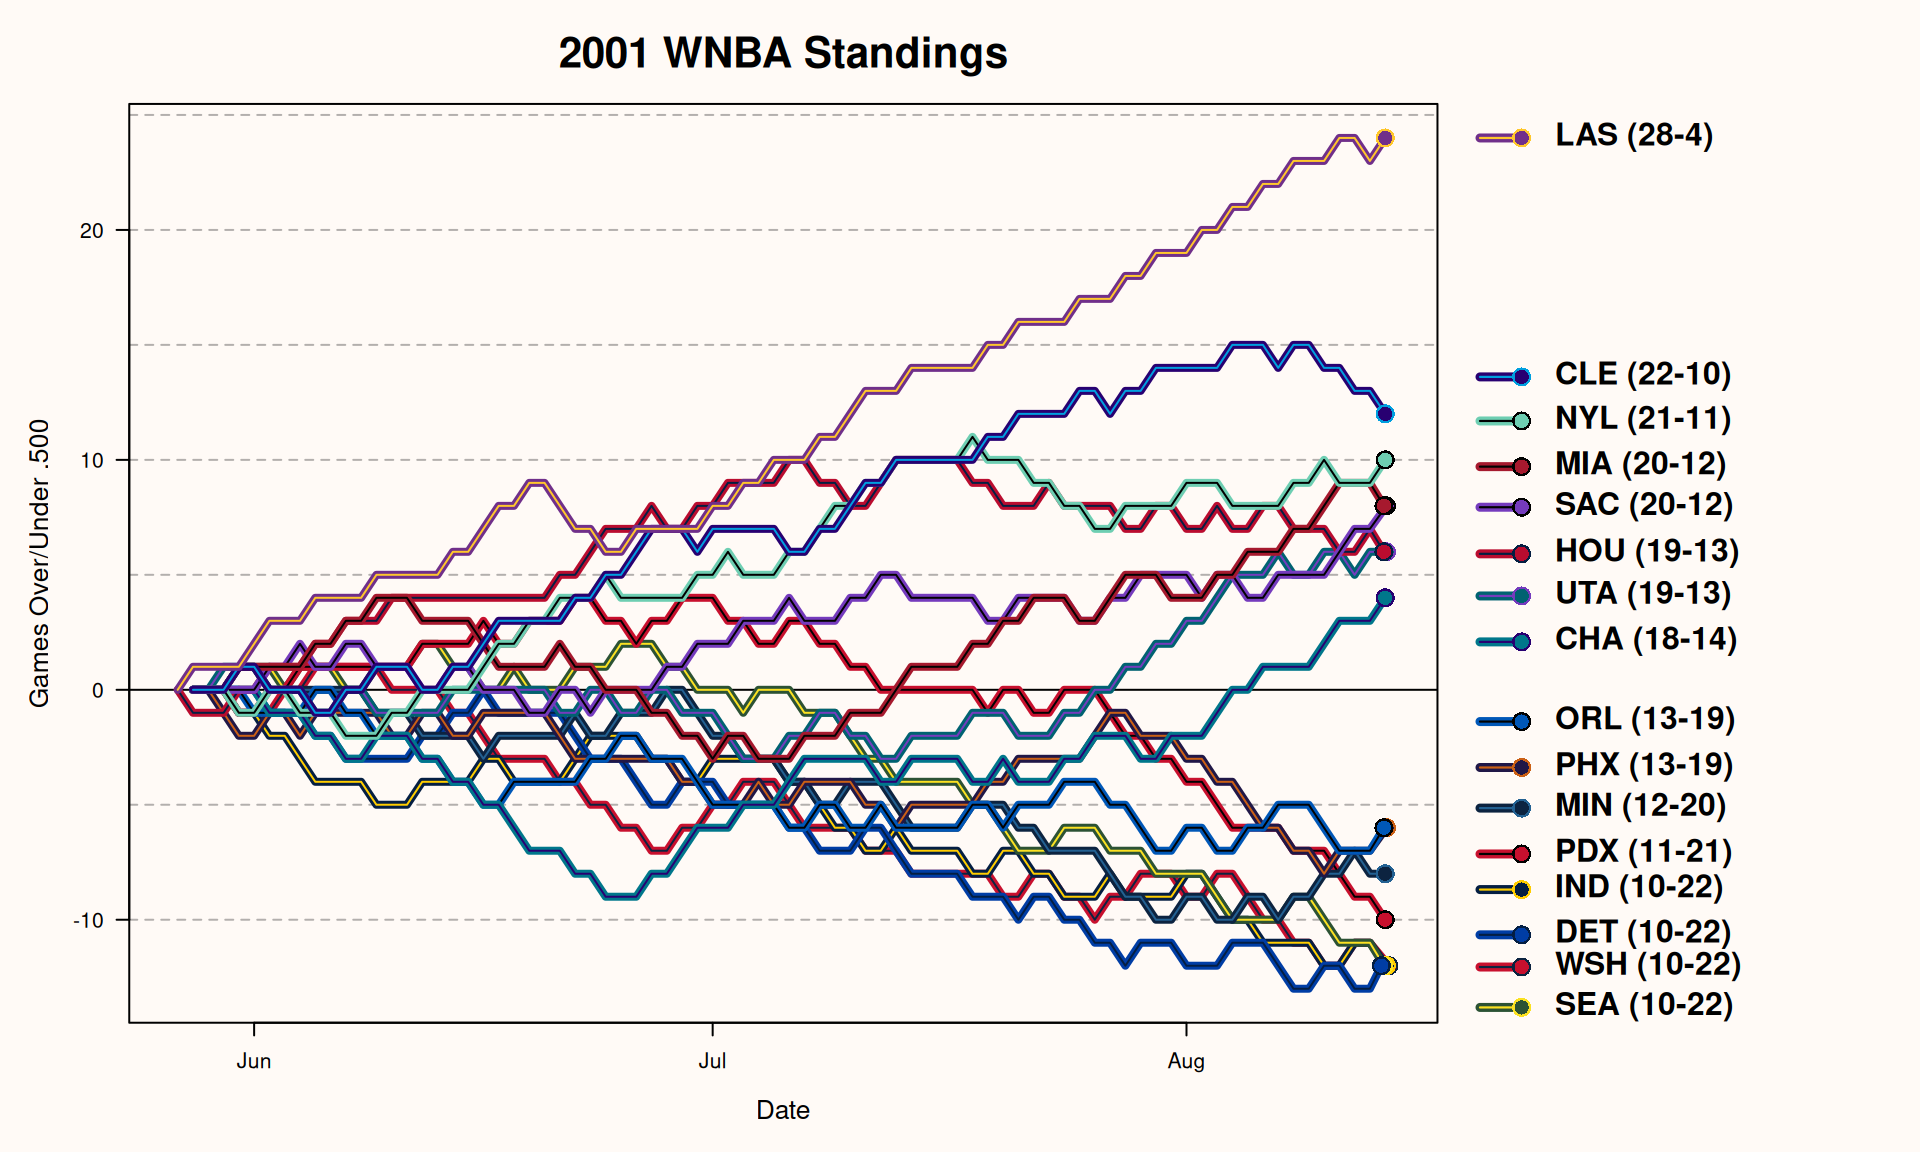 2001 WNBA Standings
Games Over/Under .500
20
10
0
-10
Jun
Jul
Aug
Date
LAS (28-4)
CLE (22-10)
NYL (21-11)
MIA (20-12)
SAC (20-12)
HOU (19-13)
UTA (19-13)
CHA (18-14)
ORL (13-19)
PHX (13-19)
MIN (12-20)
PDX (11-21)
IND (10-22)
DET (10-22)
WSH (10-22)
SEA (10-22)